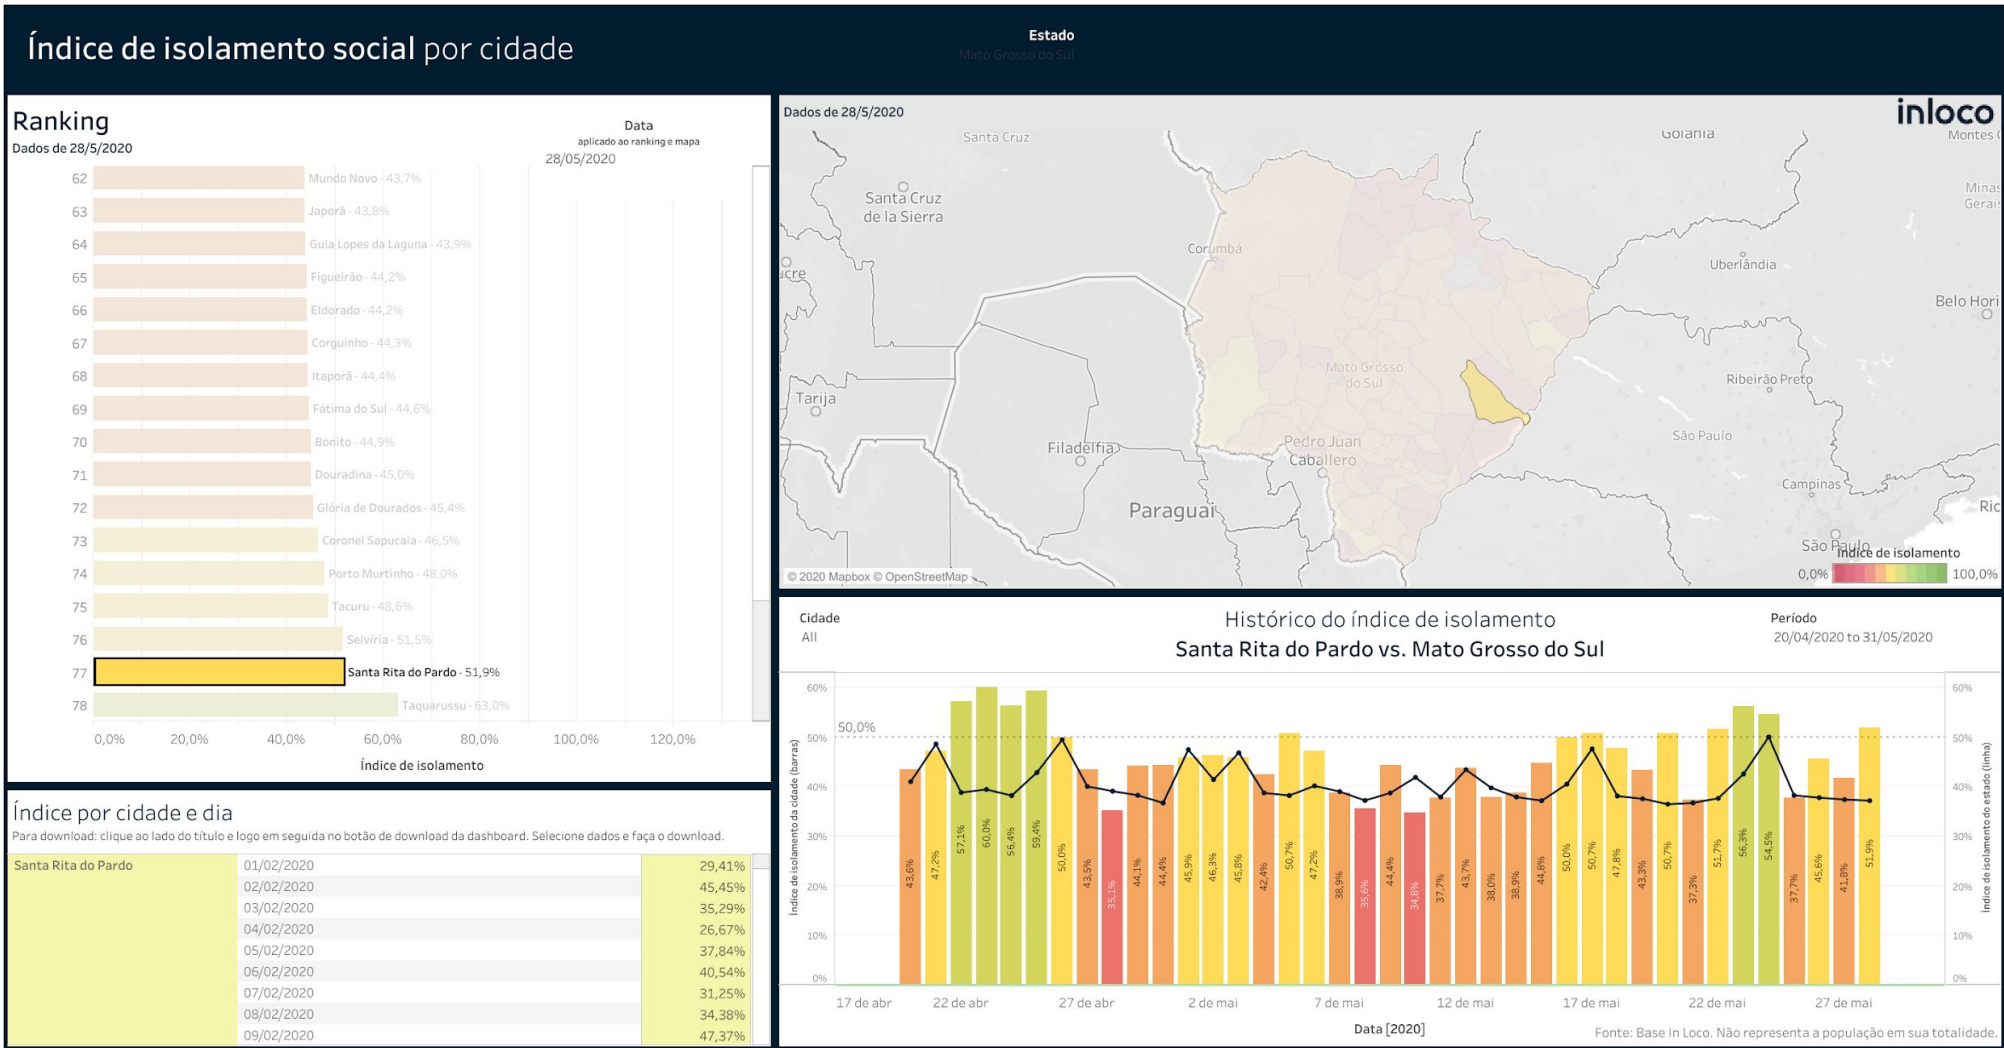 Índice de isolamento social por cidade
Estado
Mato Grosso do Sul
Ranking
Dados de 28/5/2020
Data
aplicado ao ranking e mapa
28/05/2020
62 Mundo Novo - 43,7%
63 Japorã - 43,8%
64 Guia Lopes da Laguna - 43,9%
65 Figueirão - 44,2%
66 Eldorado - 44,2%
67 Corguinho - 44,3%
68 Itaporã - 44,4%
69 Fátima do Sul - 44,6%
70 Bonito - 44,9%
71 Douradina - 45,0%
72 Glória de Dourados - 45,4%
73 Coronel Sapucaia - 46,5%
74 Porto Murtinho - 48,0%
75 Tacuru - 48,6%
76 Selvíria - 51,5%
77 Santa Rita do Pardo - 51,9%
78 Taquarussu - 63,0%
0,0% 20,0% 40,0% 60,0% 80,0% 100,0% 120,0%
Índice de isolamento
Índice por cidade e dia
Para download: clique ao lado do título e logo em seguida no botão de download da dashboard. Selecione dados e faça o download.
Santa Rita do Pardo 01/02/2020 29,41%
02/02/2020 45,45%
03/02/2020 35,29%
04/02/2020 26,67%
05/02/2020 37,84%
06/02/2020 40,54%
07/02/2020 31,25%
08/02/2020 34,38%
09/02/2020 47,37%
Dados de 28/5/2020
inloco
Santa Cruz
Goiânia
Montes
Santa Cruz
de la Sierra
Minas
Gerais
Corumbá
Uberlândia
ucre
Belo Hori
Mato Grosso
do Sul
Ribeirão Preto
Tarija
São Paulo
Filadelfia
Pedro Juan
Caballero
Campinas
Paraguai
Ric
São Paulo
Índice de isolamento
0,0% 100,0%
© 2020 Mapbox © OpenStreetMap
Cidade
All
Histórico do índice de isolamento
Santa Rita do Pardo vs. Mato Grosso do Sul
Período
20/04/2020 to 31/05/2020
Índice de isolamento da cidade (barras)
60%
50%
40%
30%
20%
10%
0%
50,0%
43,6%
47,2%
57,1%
60,0%
56,4%
59,4%
50,0%
43,5%
35,1%
44,1%
44,4%
45,9%
46,3%
45,8%
42,4%
50,7%
47,2%
38,9%
35,6%
44,4%
34,8%
37,7%
43,7%
38,0%
38,9%
44,8%
50,0%
50,7%
47,8%
43,3%
50,7%
37,3%
51,7%
56,3%
54,5%
37,7%
45,6%
41,8%
51,9%
60%
50%
40%
30%
20%
10%
0%
Índice de isolamento do estado (linha)
17 de abr 22 de abr 27 de abr 2 de mai 7 de mai 12 de mai 17 de mai 22 de mai 27 de mai
Data [2020]
Fonte: Base In Loco. Não representa a população em sua totalidade.